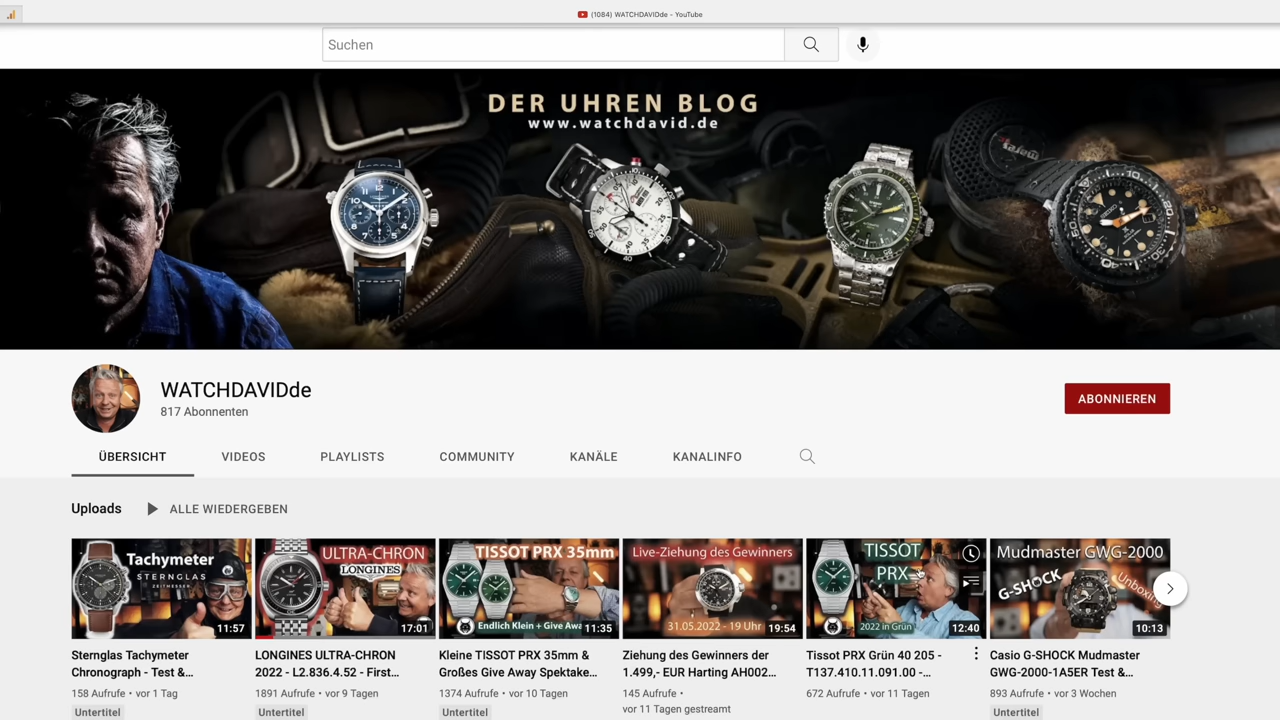 (1084) WATCHDAVIDde - YouTube
Suchen
DER UHREN BLOG
www.watchdavid.de
WATCHDAVIDde
817 Abonnenten
ABONNIEREN
ÜBERSICHT VIDEOS PLAYLISTS COMMUNITY KANÄLE KANALINFO
Uploads ALLE WIEDERGEBEN
Tachymeter
STERNGLAS
ZEITMESSER
11:57
ULTRA-CHRON
LONGINES
17:01
TISSOT PRX 35mm
Endlich Klein + Give Awa
11:35
Live-Ziehung des Gewinners
31.05.2022 - 19 Uhr
19:54
TISSOT
PRX
2022 in Grün
12:40
Mudmaster GWG-2000
G-SHOCK
Unboxing
10:13
Sternglas Tachymeter
Chronograph - Test &...
158 Aufrufe • vor 1 Tag
Untertitel
LONGINES ULTRA-CHRON
2022 - L2.836.4.52 - First...
1891 Aufrufe • vor 9 Tagen
Untertitel
Kleine TISSOT PRX 35mm &
Großes Give Away Spektake...
1374 Aufrufe • vor 10 Tagen
Untertitel
Ziehung des Gewinners der
1.499,- EUR Harting AH002...
145 Aufrufe •
vor 11 Tagen gestreamt
Tissot PRX Grün 40 205 -
T137.410.11.091.00 -...
672 Aufrufe • vor 11 Tagen
Casio G-SHOCK Mudmaster
GWG-2000-1A5ER Test &...
893 Aufrufe • vor 3 Wochen
Untertitel